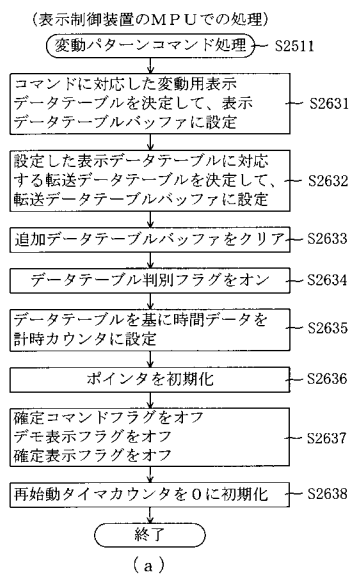 (表示制御装置のMPUでの処理)
変動パターンコマンド処理 S2511
コマンドに対応した変動用表示
データテーブルを決定して、表示
データテーブルバッファに設定
S2631
設定した表示データテーブルに対応
する転送データテーブルを決定して、
転送データテーブルバッファに設定
S2632
追加データテーブルバッファをクリア S2633
データテーブル判別フラグをオン S2634
データテーブルを基に時間データを
計時カウンタに設定
S2635
ポインタを初期化 S2636
確定コマンドフラグをオフ
デモ表示フラグをオフ
確定表示フラグをオフ
S2637
再始動タイマカウンタを0に初期化 S2638
終了
(a)